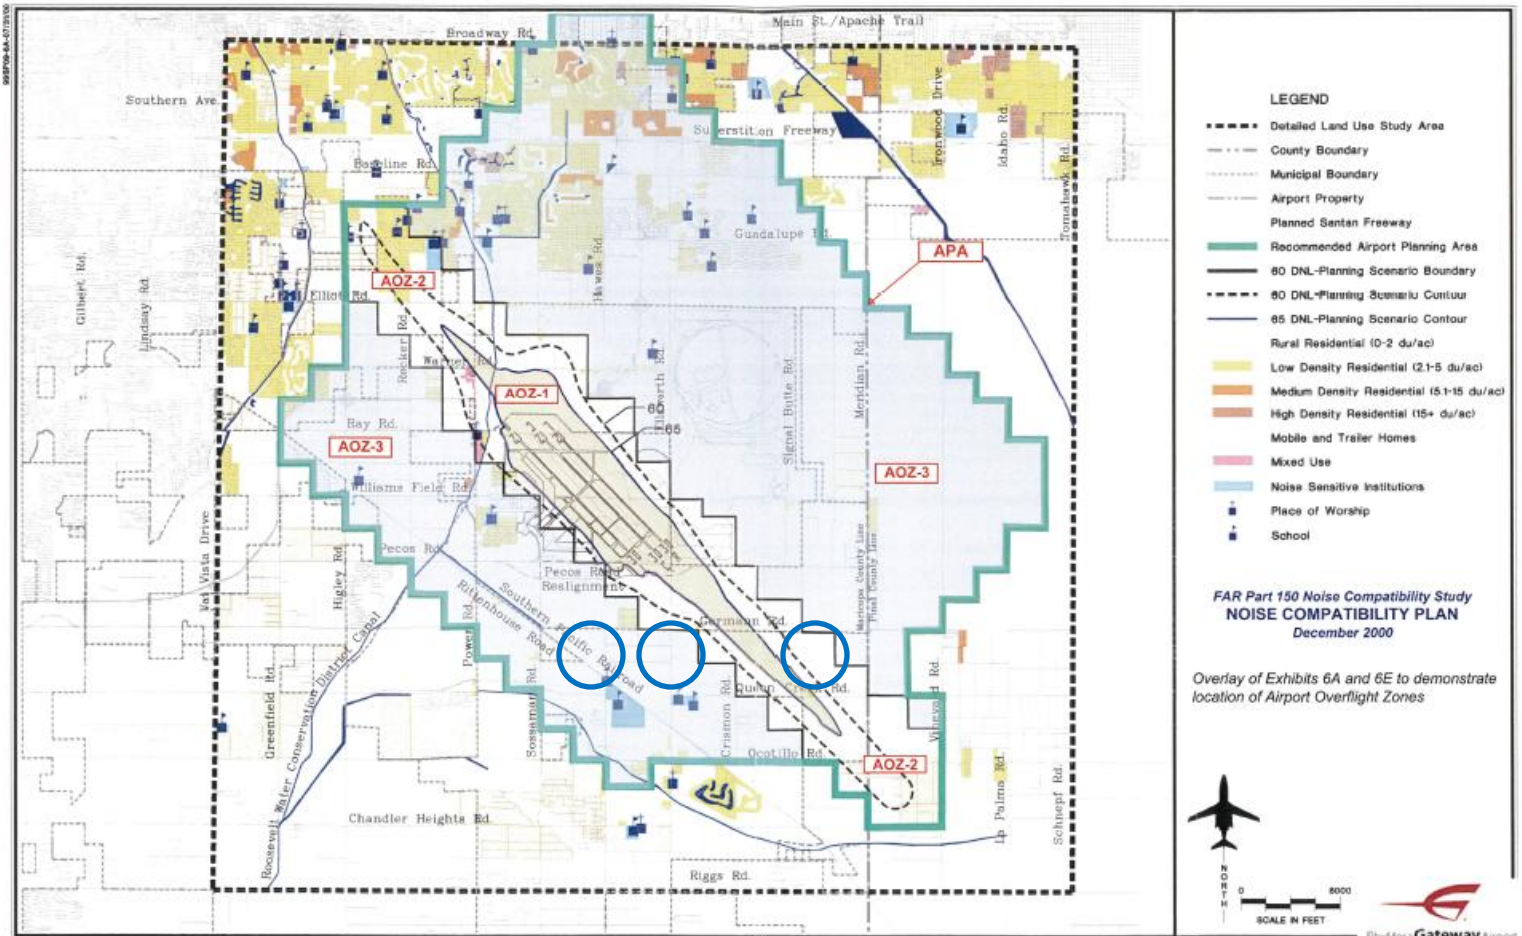 Main St./Apache Trail
Broadway Rd.
Southern Ave.
Superstition Freeway
Ironwood Drive
Idaho Rd.
Tomahawk Rd.
Baseline Rd.
Guadalupe Rd.
Gilbert Rd.
Lindsay Rd.
Hawes Rd.
APA
AOZ-2
Elliot Rd.
Recker Rd.
Warner Rd.
Ellsworth Rd.
Signal Butte Rd
Meridian Rd.
AOZ-1
60
65
Ray Rd.
AOZ-3
AOZ-3
Williams Field Rd.
Val Vista Drive
Higley Rd.
Pecos Rd.
Pecos Road
Realignment
Maricopa County Line
Pinal County Line
Southern Pacific Railroad
Rittenhouse Road
Germann Rd.
Power Rd.
Roosevelt Water Conservation District Canal
Greenfield Rd.
Sossaman Rd.
Crismon Rd.
Queen Creek Rd.
Vineyard Rd.
Ocotillo Rd.
AOZ-2
La Palma Rd.
Schnepf Rd.
Chandler Heights Rd.
Riggs Rd.
LEGEND
Detailed Land Use Study Area
County Boundary
Municipal Boundary
Airport Property
Planned Santan Freeway
Recommended Airport Planning Area
60 DNL-Planning Scenario Boundary
60 DNL-Planning Scenario Contour
65 DNL-Planning Scenario Contour
Rural Residential (0-2 du/ac)
Low Density Residential (2.1-5 du/ac)
Medium Density Residential (5.1-15 du/ac)
High Density Residential (15+ du/ac)
Mobile and Trailer Homes
Mixed Use
Noise Sensitive Institutions
Place of Worship
School
FAR Part 150 Noise Compatibility Study
NOISE COMPATIBILITY PLAN
December 2000
Overlay of Exhibits 6A and 6E to demonstrate
location of Airport Overflight Zones
NORTH
0 8000
SCALE IN FEET
Gateway